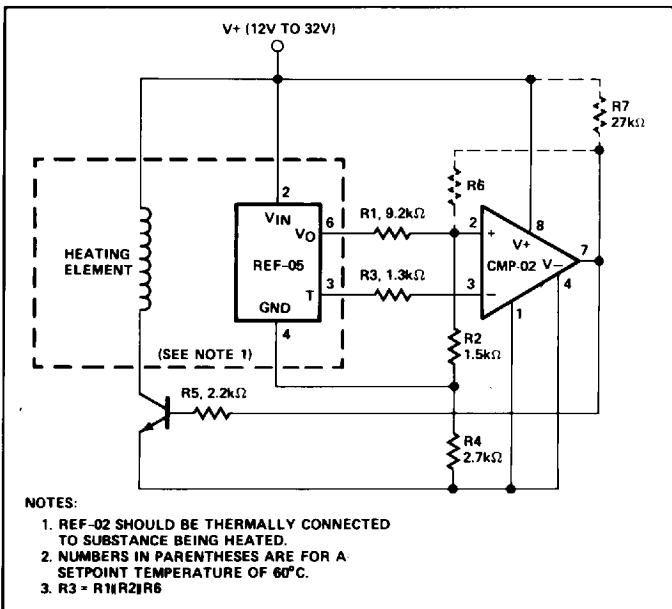 V+ (12V TO 32V)
R7
27kΩ
R6
2
VIN
6
VO
R1, 9.2kΩ
2
+
8
V+
HEATING
ELEMENT
REF-05
CMP-02
V−
7
4
3
T
R3, 1.3kΩ
3
−
GND
4
1
(SEE NOTE 1)
R2
1.5kΩ
R5, 2.2kΩ
R4
2.7kΩ
NOTES:
1. REF-02 SHOULD BE THERMALLY CONNECTED
TO SUBSTANCE BEING HEATED.
2. NUMBERS IN PARENTHESES ARE FOR A
SETPOINT TEMPERATURE OF 60°C.
3. R3 = R1||R2||R6